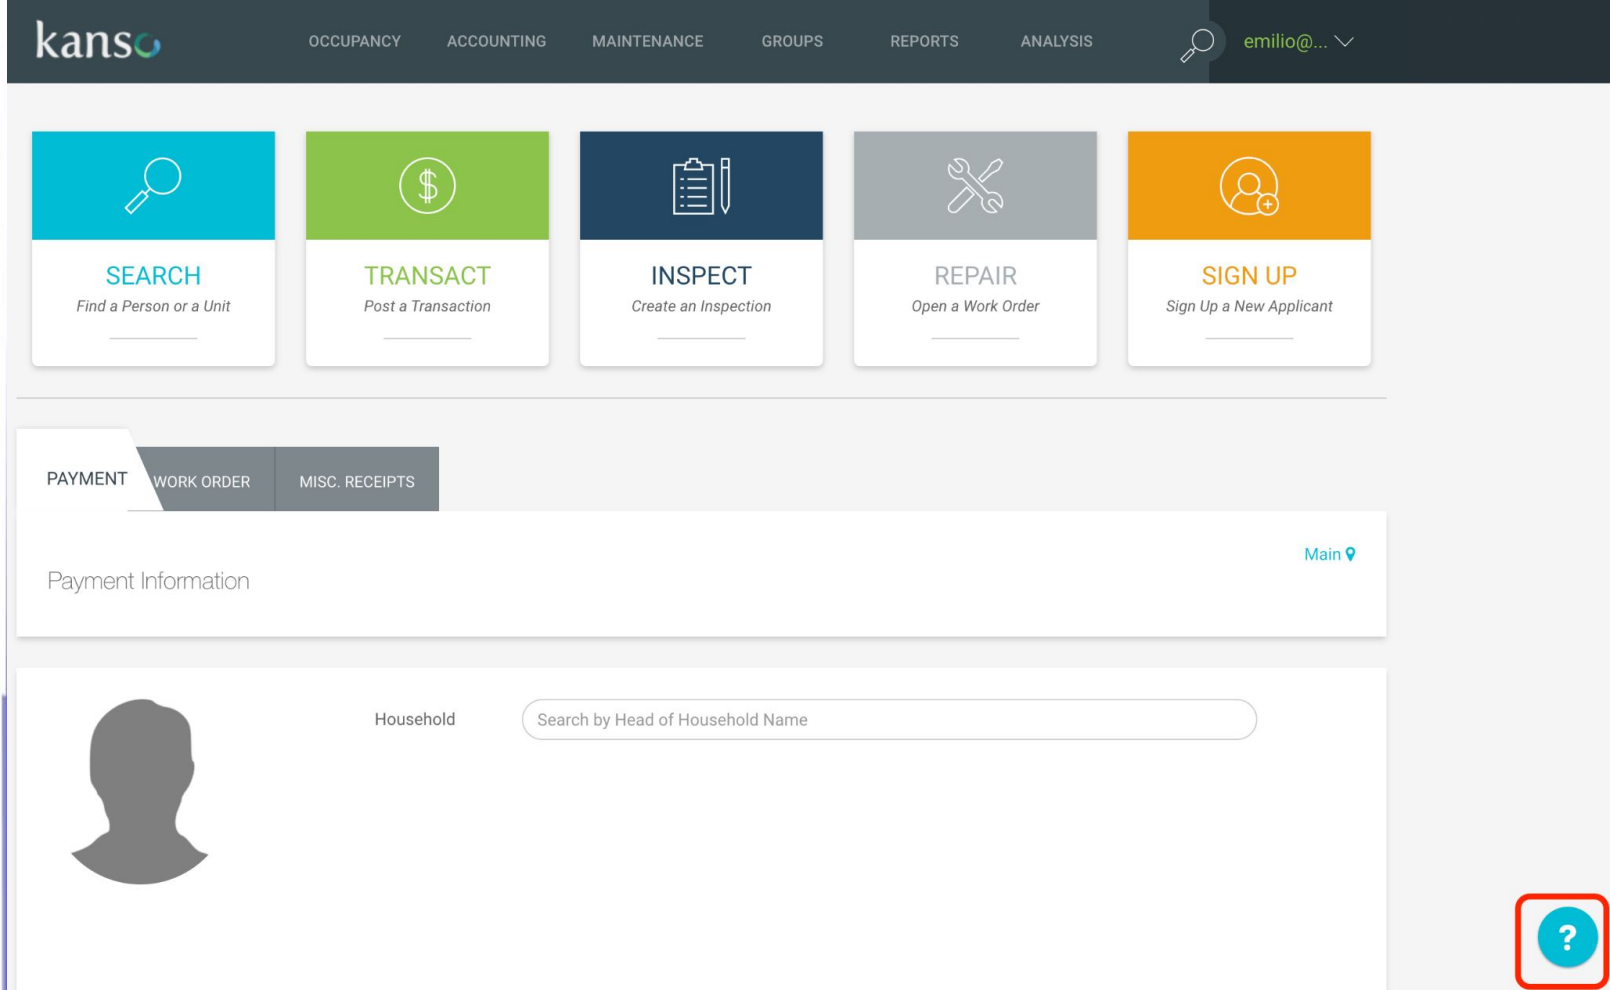 kanso
OCCUPANCY ACCOUNTING MAINTENANCE GROUPS REPORTS ANALYSIS emilio@...
SEARCH
Find a Person or a Unit
TRANSACT
Post a Transaction
INSPECT
Create an Inspection
REPAIR
Open a Work Order
SIGN UP
Sign Up a New Applicant
PAYMENT WORK ORDER MISC. RECEIPTS
Main
Payment Information
Household Search by Head of Household Name
?